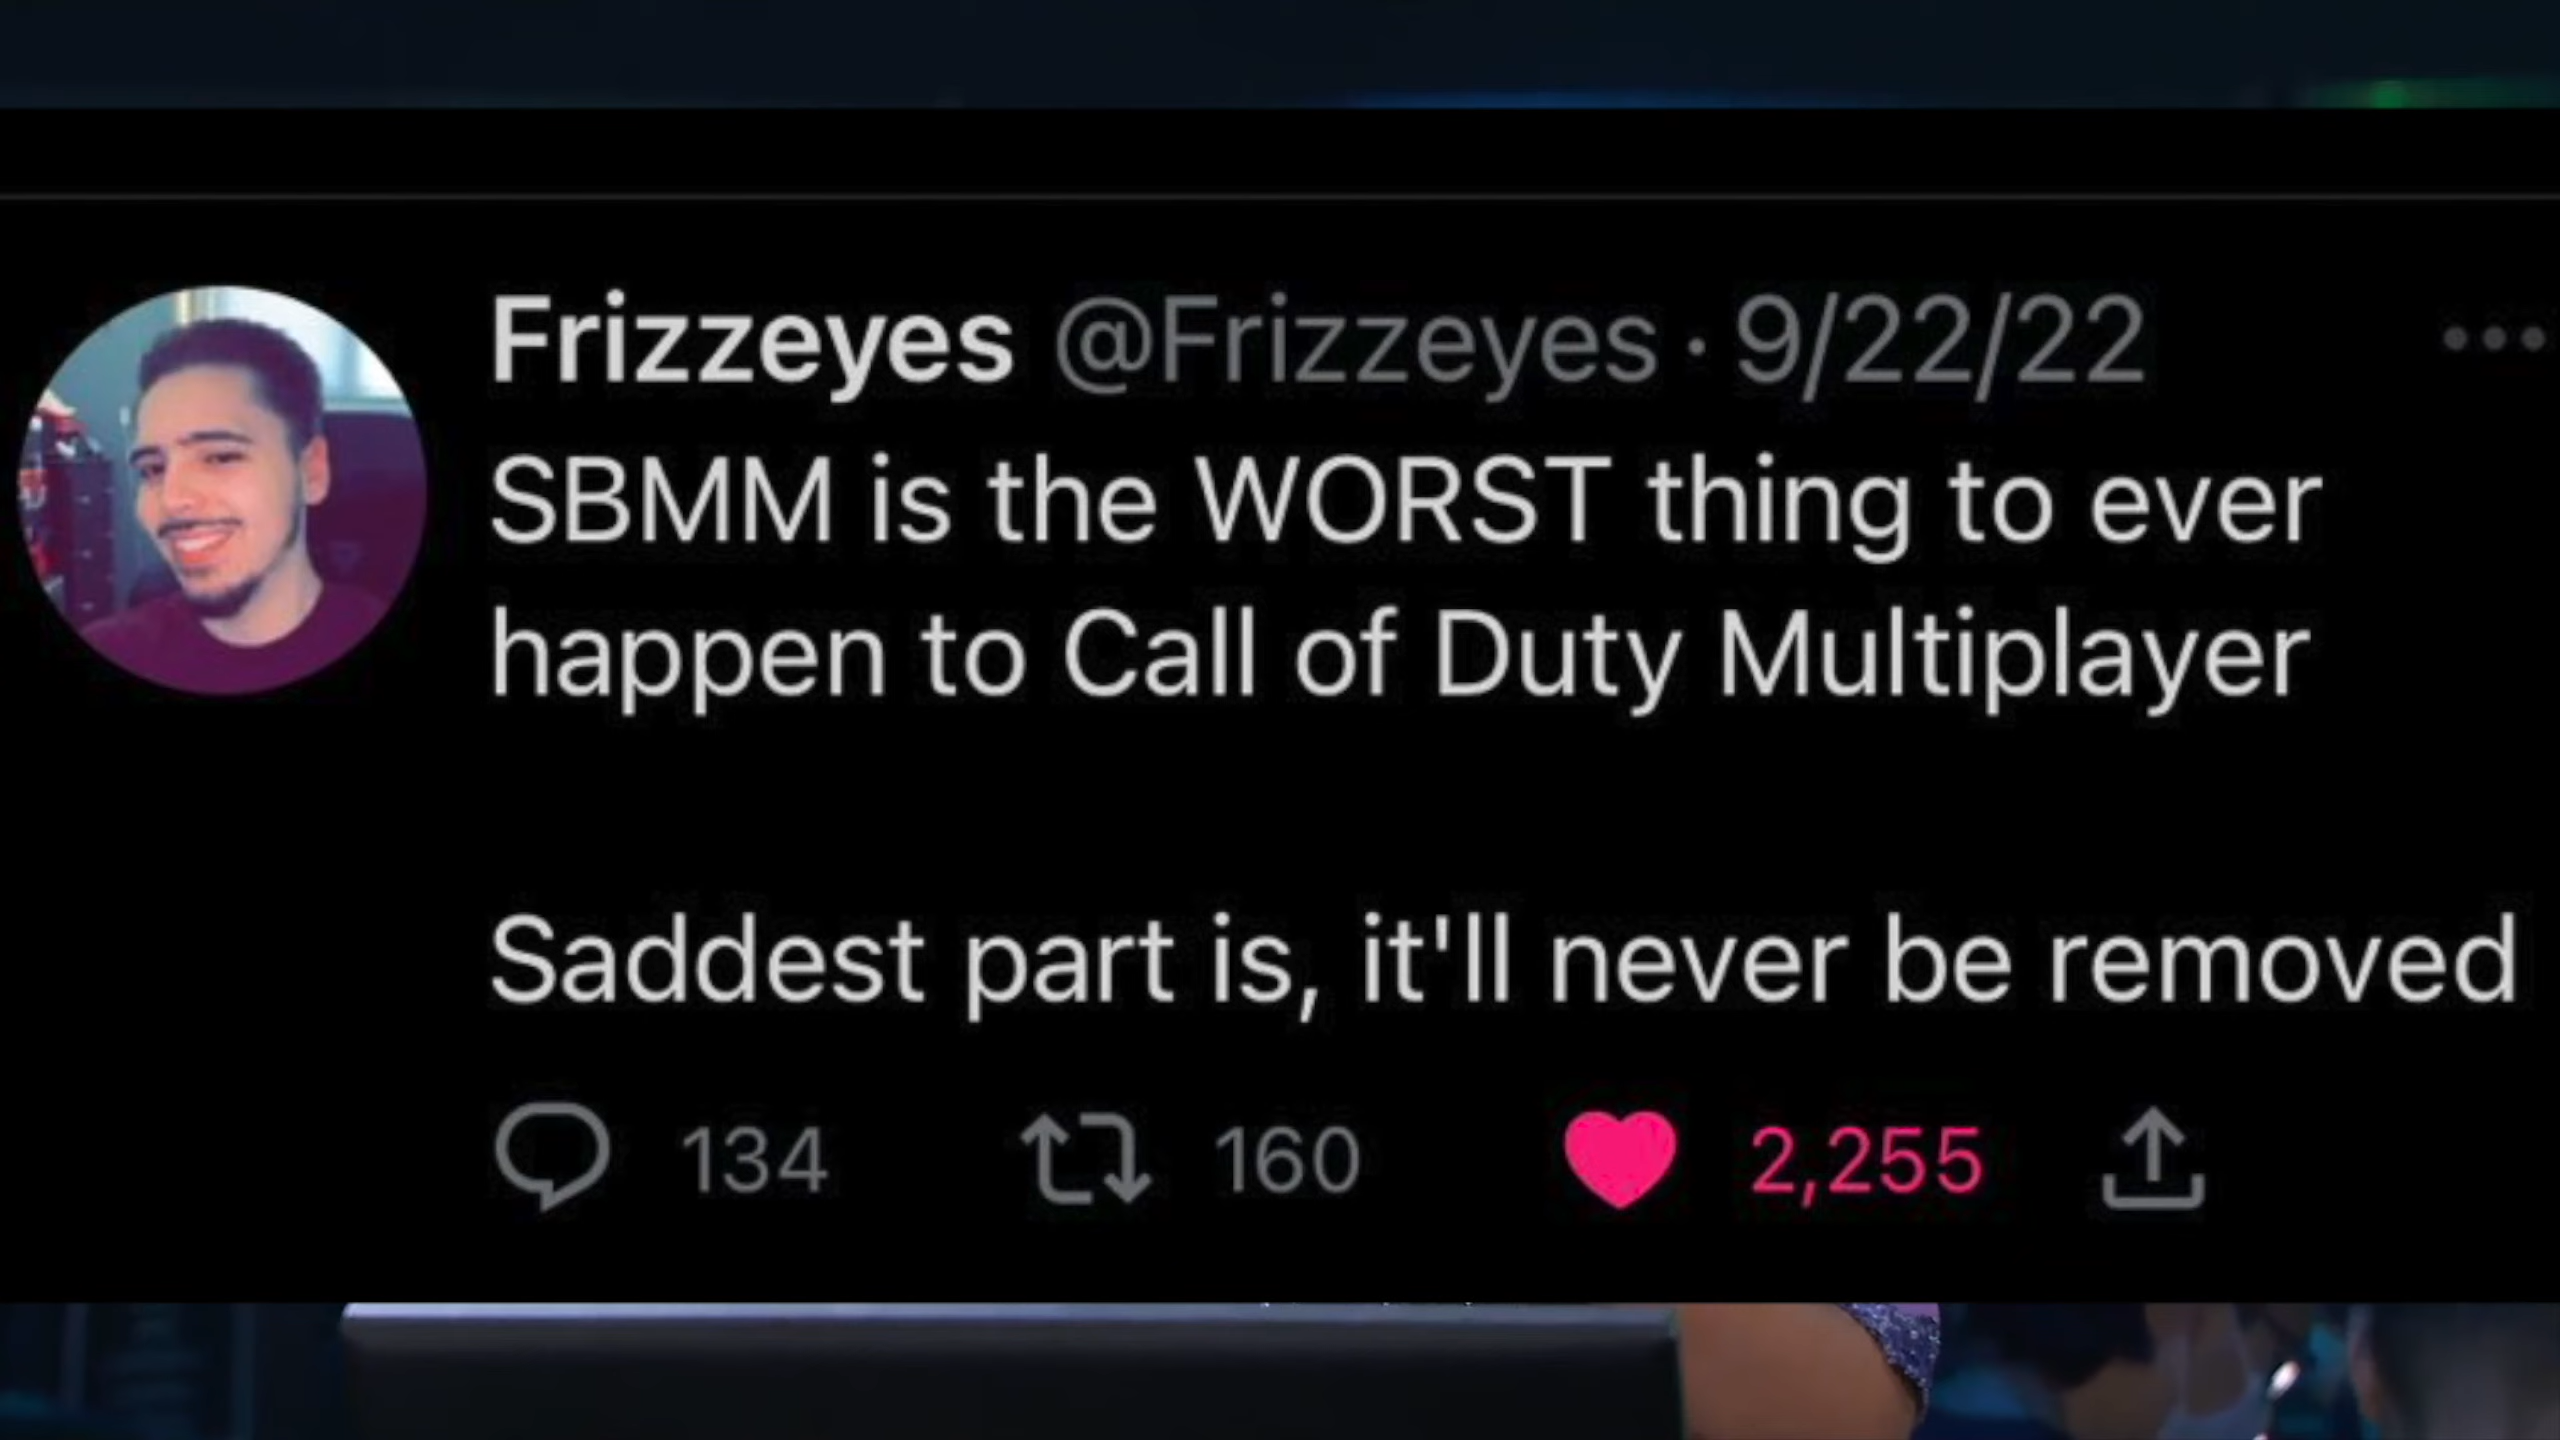 Frizzeyes @Frizzeyes · 9/22/22
SBMM is the WORST thing to ever
happen to Call of Duty Multiplayer
Saddest part is, it'll never be removed
134 160 2,255